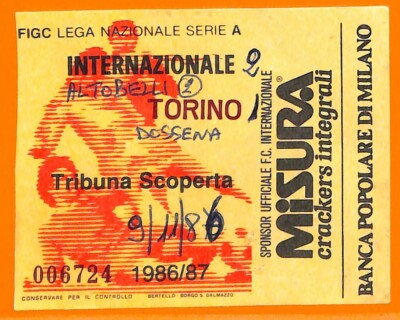 FIGC LEGA NAZIONALE SERIE A
INTERNAZIONALE 2
ALTOBELLI (2)
TORINO 1
DOSSENA
Tribuna Scoperta
9/11/86
006724 1986/87
CONSERVARE PER IL CONTROLLO BERTELLO BORGO S. DALMAZZO
SPONSOR UFFICIALE F.C. INTERNAZIONALE
MISURA®
crackers integrali
BANCA POPOLARE DI MILANO